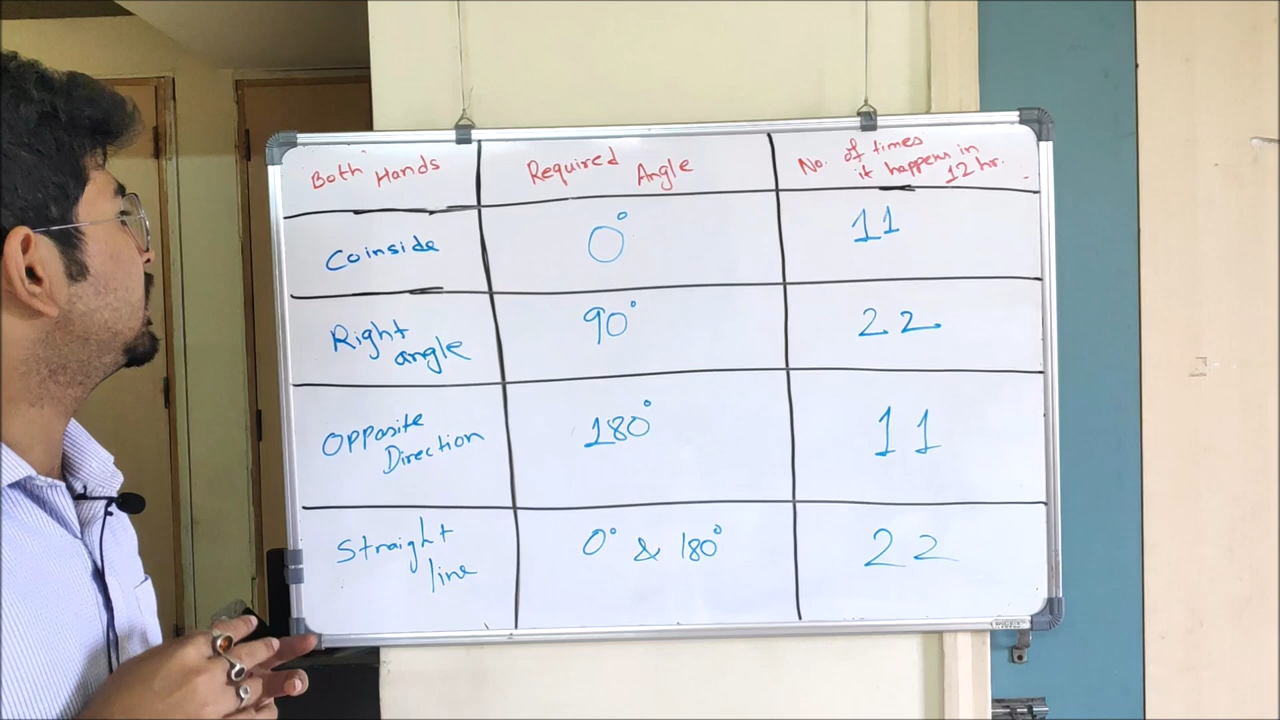 Both Hands
Required Angle
No. of times
it happens in
12 hr.
Coinside
0°
11
Right
angle
90°
22
Opposite
Direction
180°
11
Straight
line
0° & 180°
22